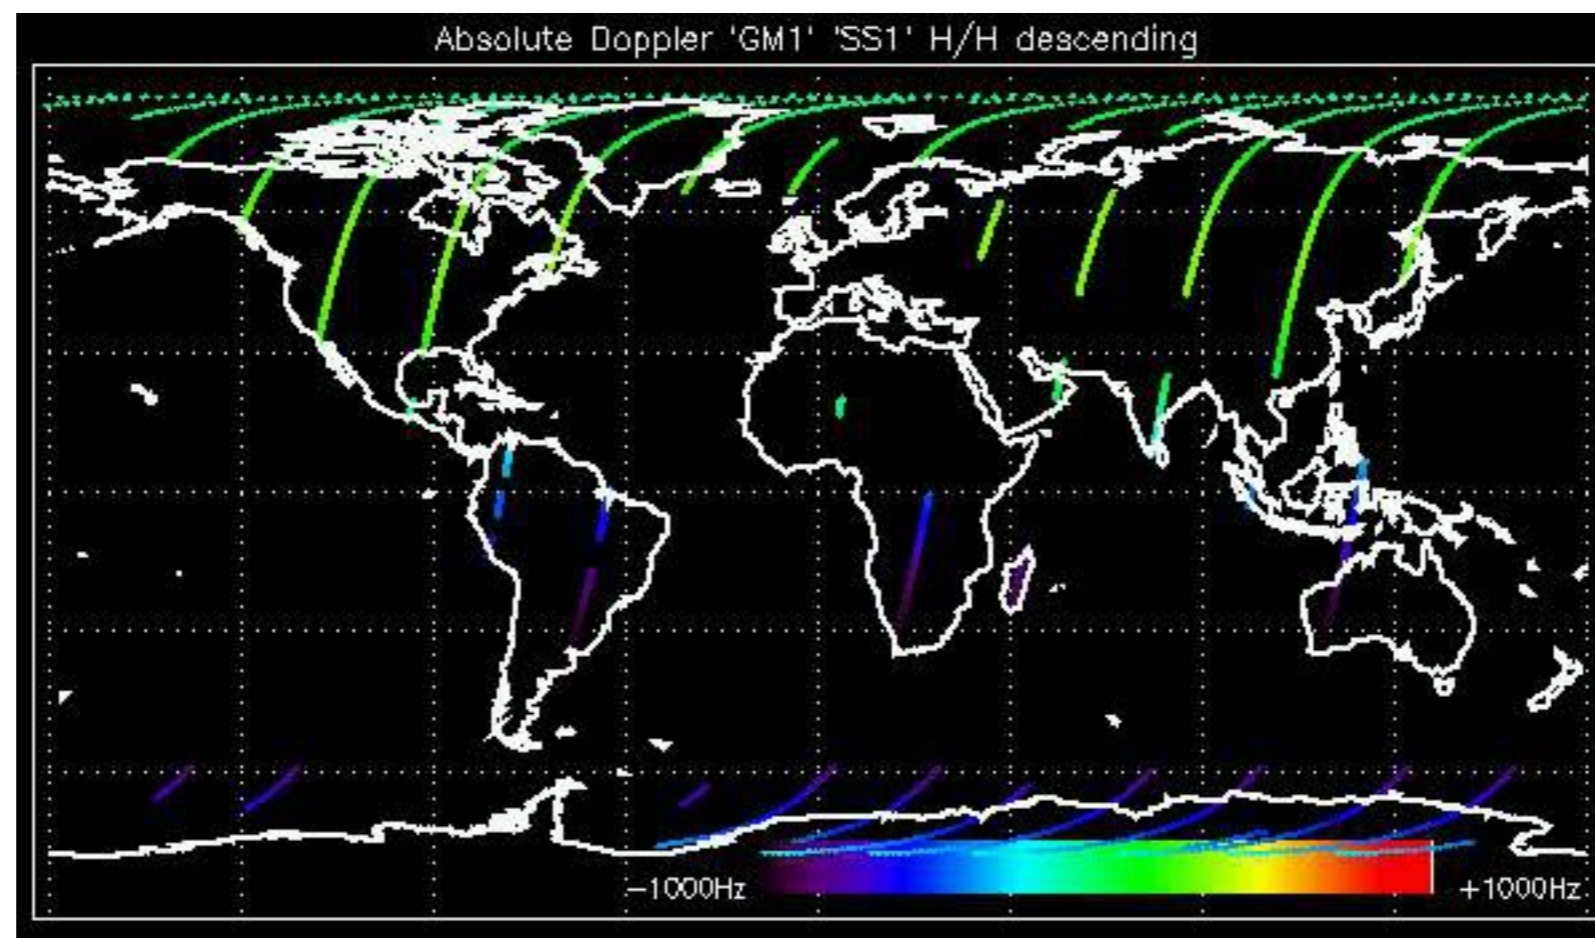 Absolute Doppler 'GM1' 'SS1' H/H descending
−1000Hz
+1000Hz